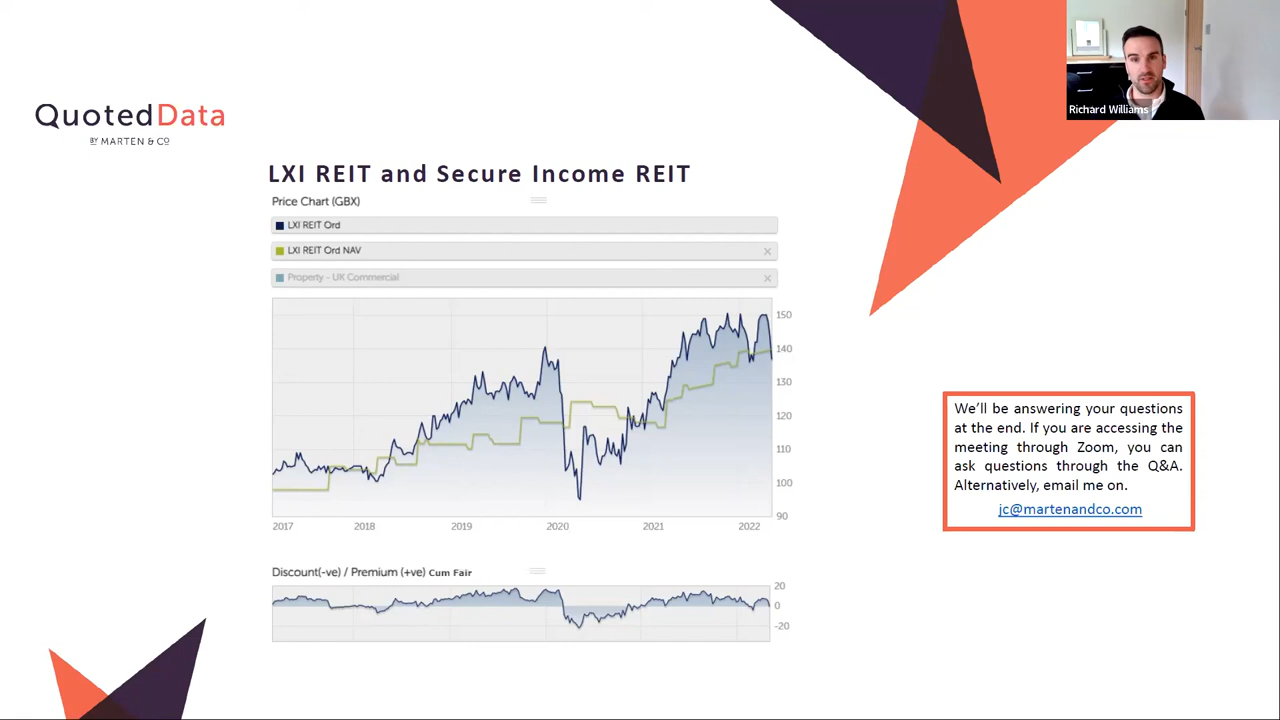 Richard Williams
QuotedData
BY MARTEN & CO
LXI REIT and Secure Income REIT
Price Chart (GBX)
LXI REIT Ord
LXI REIT Ord NAV
Property - UK Commercial
150
140
130
120
110
100
90
2017 2018 2019 2020 2021 2022
Discount(-ve) / Premium (+ve) Cum Fair
20
0
-20
We’ll be answering your questions
at the end. If you are accessing the
meeting through Zoom, you can
ask questions through the Q&A.
Alternatively, email me on.
jc@martenandco.com